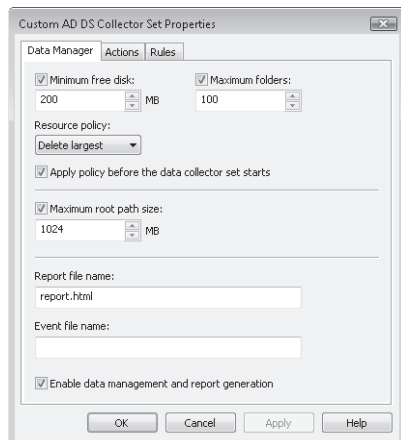 Custom AD DS Collector Set Properties
Data Manager Actions Rules
Minimum free disk: Maximum folders:
200 MB 100
Resource policy:
Delete largest
Apply policy before the data collector set starts
Maximum root path size:
1024 MB
Report file name:
report.html
Event file name:
Enable data management and report generation
OK Cancel Apply Help